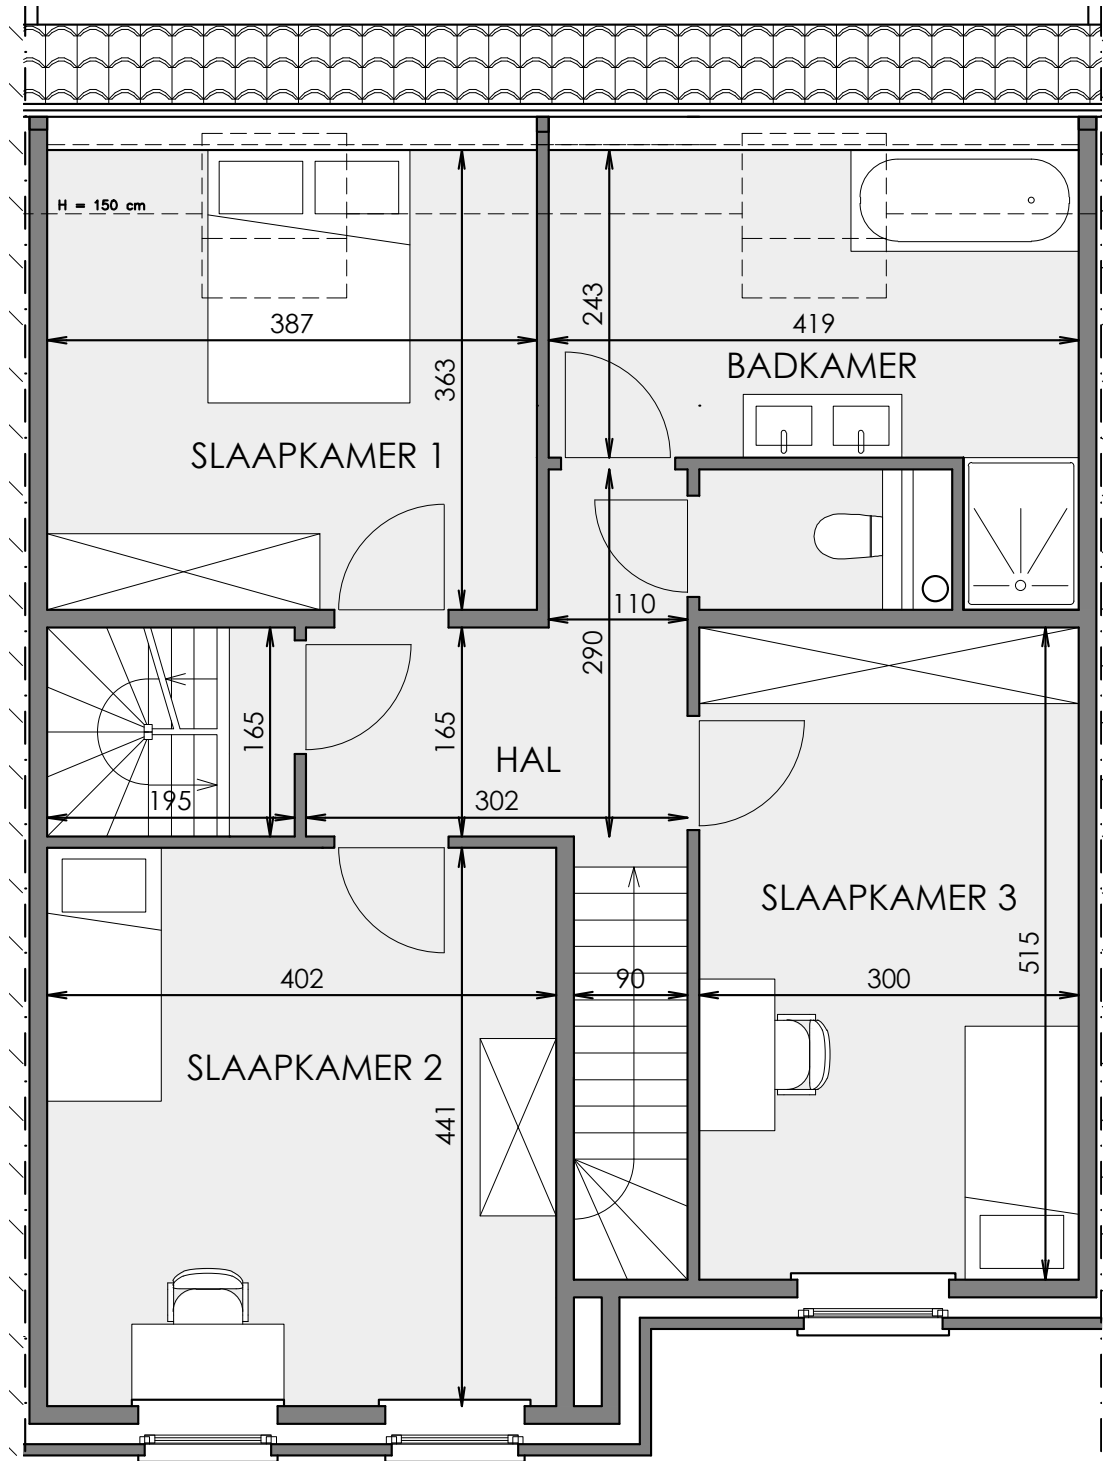 H = 150 cm
387
363
243
419
BADKAMER
SLAAPKAMER 1
110
290
165
165
HAL
195
302
SLAAPKAMER 3
515
402
90
300
SLAAPKAMER 2
441